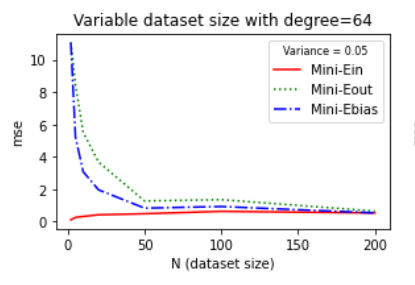 Variable dataset size with degree=64
Variance = 0.05
Mini-Ein
Mini-Eout
Mini-Ebias
mse
10
8
6
4
2
0
0
50
100
150
200
N (dataset size)